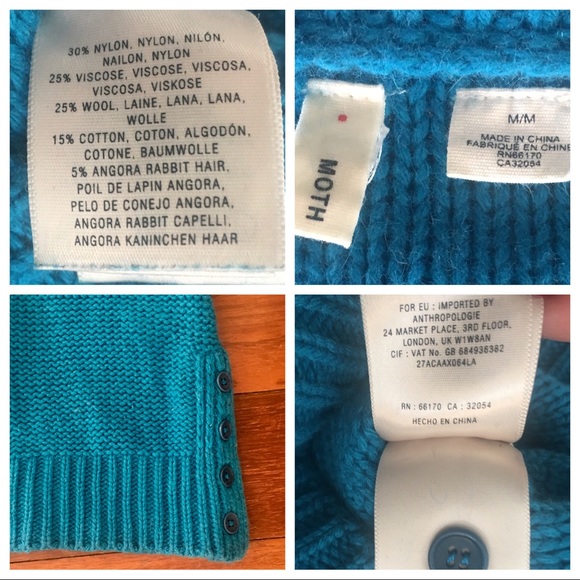 30% NYLON, NYLON, NILÓN,
NAILON, NYLON
25% VISCOSE, VISCOSE, VISCOSA,
VISCOSA, VISKOSE
25% WOOL, LAINE, LANA, LANA,
WOLLE
15% COTTON, COTON, ALGODÓN,
COTONE, BAUMWOLLE
5% ANGORA RABBIT HAIR,
POIL DE LAPIN ANGORA,
PELO DE CONEJO ANGORA,
ANGORA RABBIT CAPELLI,
ANGORA KANINCHEN HAAR
MOTH
M/M
MADE IN CHINA
FABRIQUÉ EN CHINE
RN66170
CA32054
FOR EU : IMPORTED BY
ANTHROPOLOGIE
24 MARKET PLACE, 3RD FLOOR,
LONDON, UK W1W8AN
CIF : VAT No. GB 684936382
27ACAAX064LA
RN : 66170 CA : 32054
HECHO EN CHINA